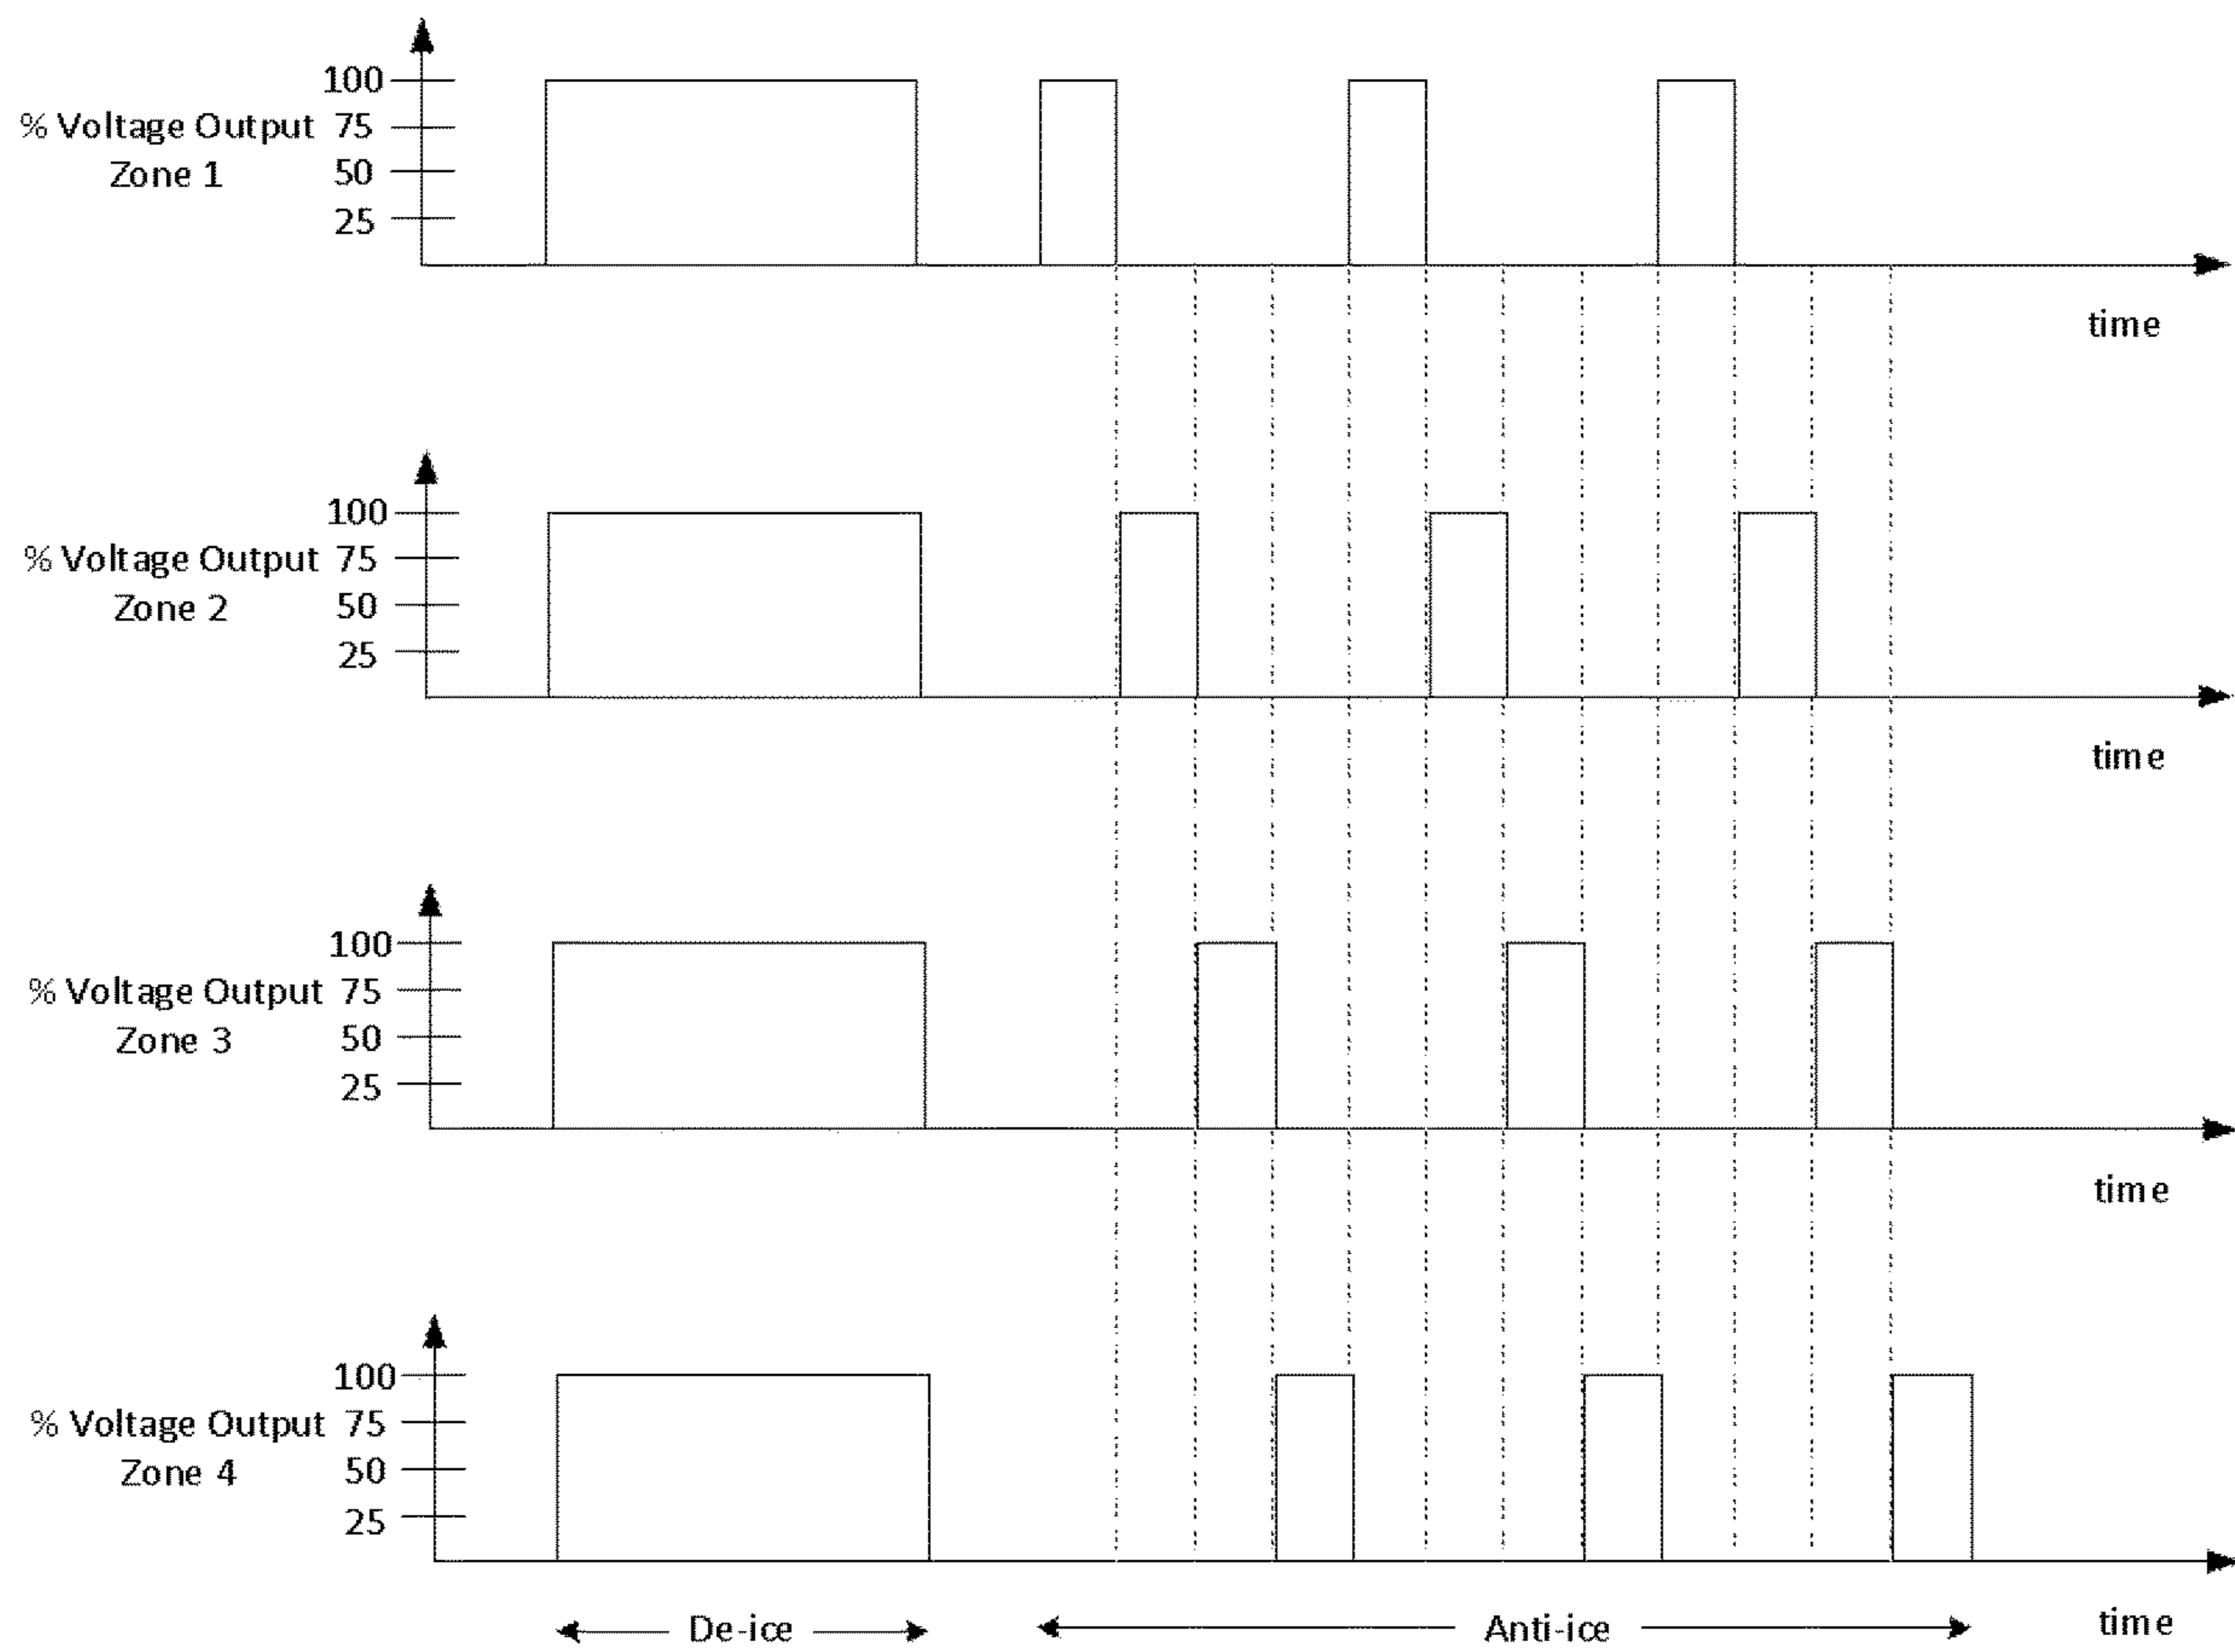 100
% Voltage Output 75
Zone 1 50
25
time
100
% Voltage Output 75
Zone 2 50
25
time
100
% Voltage Output 75
Zone 3 50
25
time
100
% Voltage Output 75
Zone 4 50
25
De-ice Anti-ice time